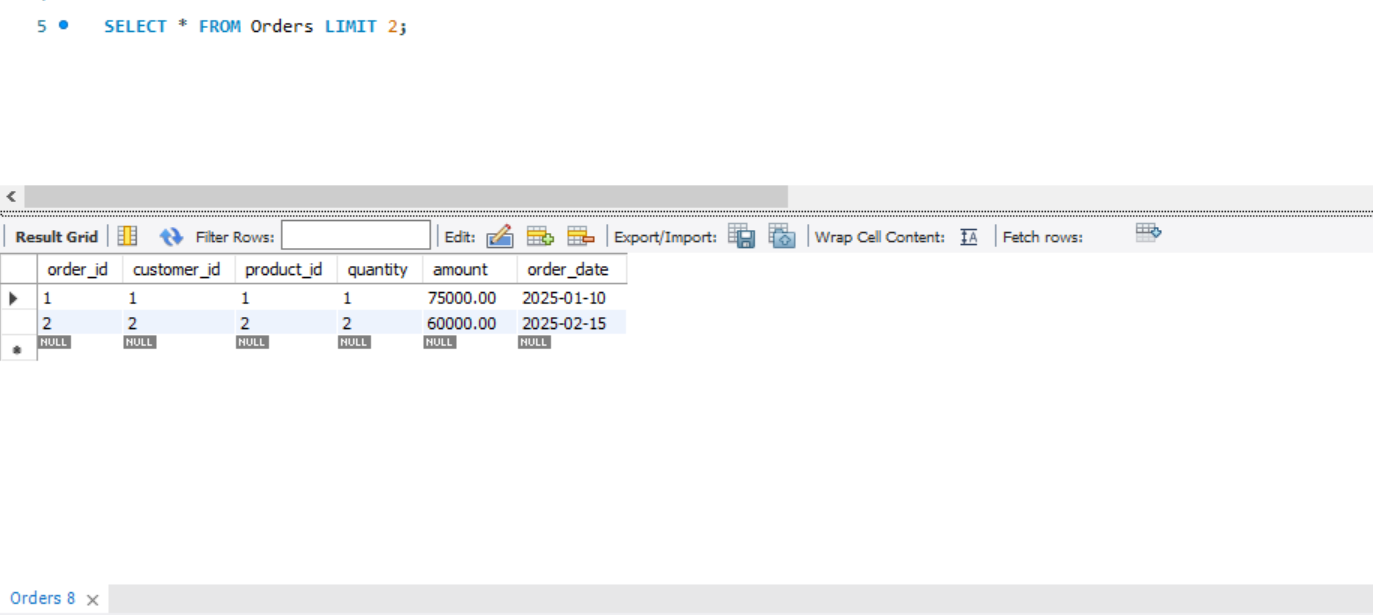 5 SELECT * FROM Orders LIMIT 2;
Result Grid Filter Rows: Edit: Export/Import: Wrap Cell Content: IA Fetch rows:
order_id customer_id product_id quantity amount order_date
1 1 1 1 75000.00 2025-01-10
2 2 2 2 60000.00 2025-02-15
NULL NULL NULL NULL NULL NULL
Orders 8